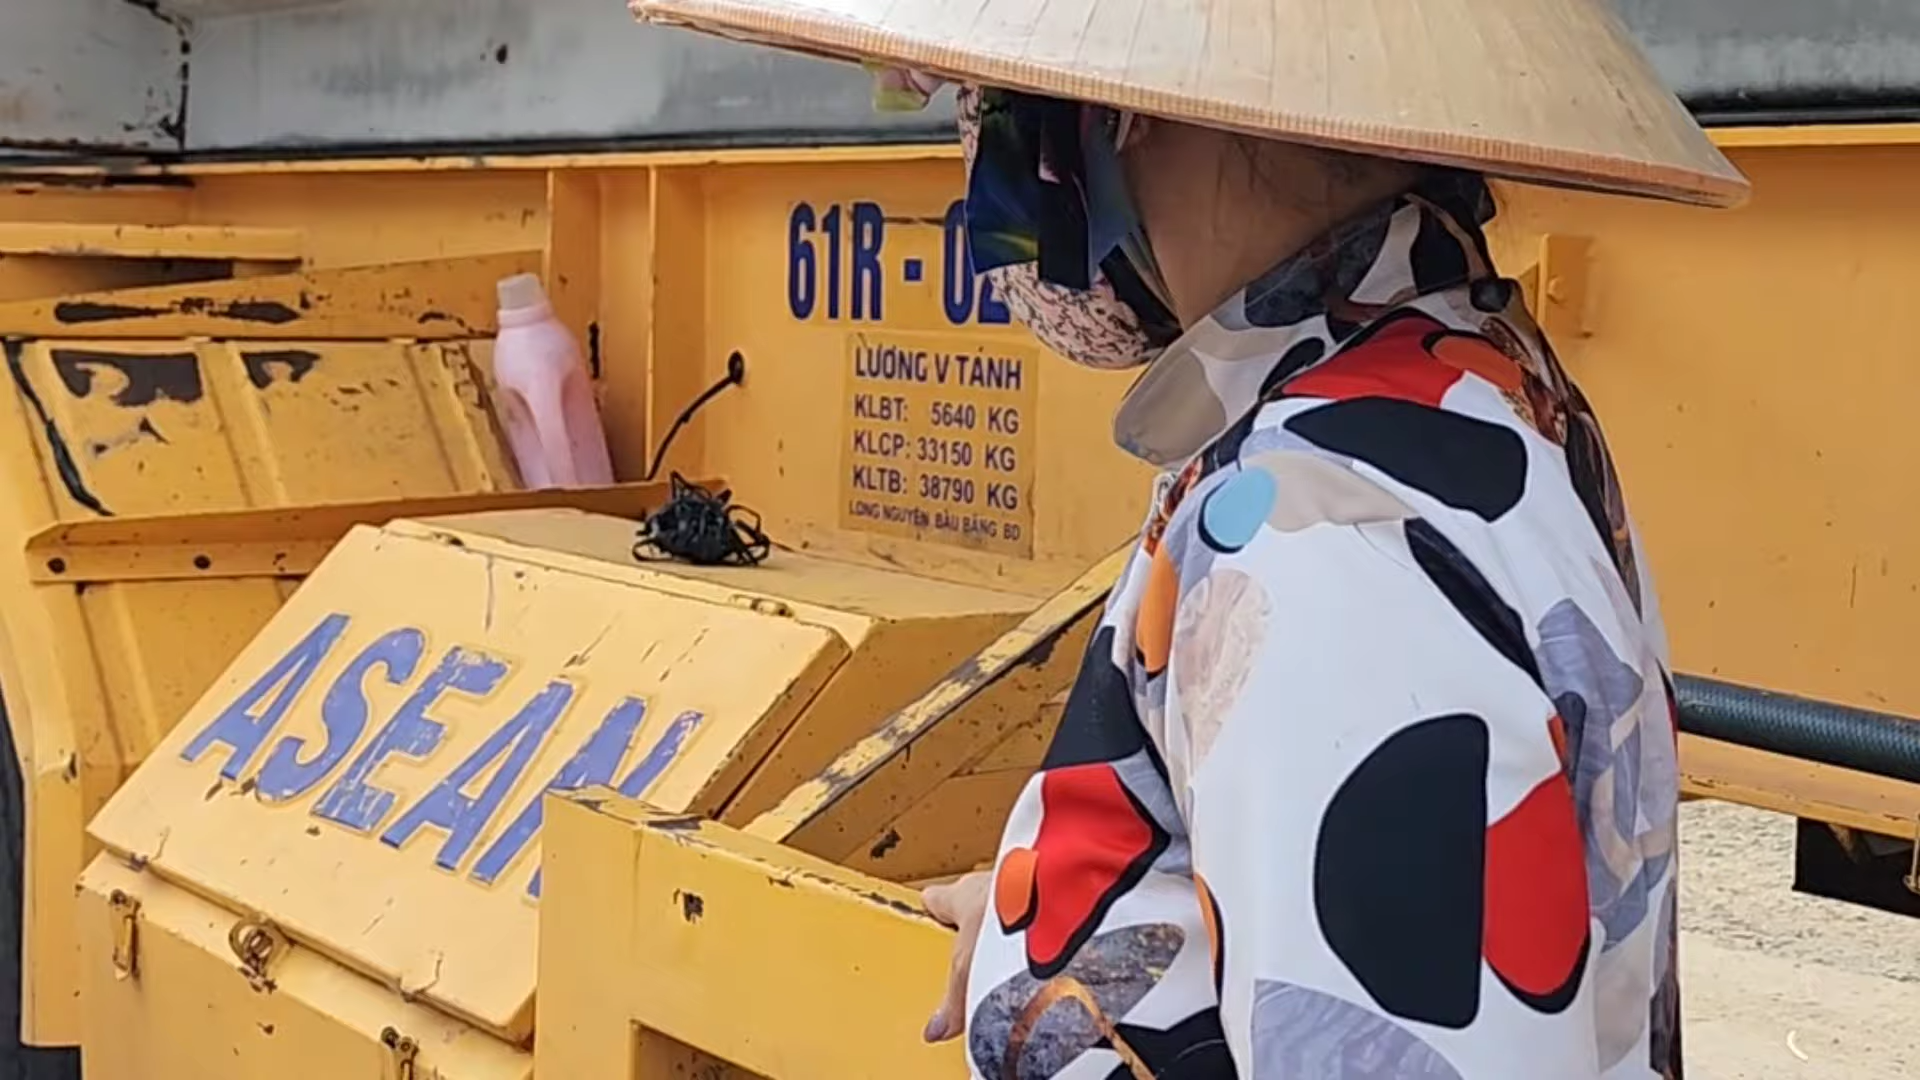 61R - 02
LƯƠNG V TÁNH
KLBT: 5640 KG
KLCP: 33150 KG
KLTB: 38790 KG
LONG NGUYÊN BÀU BÀNG BD
ASEAN